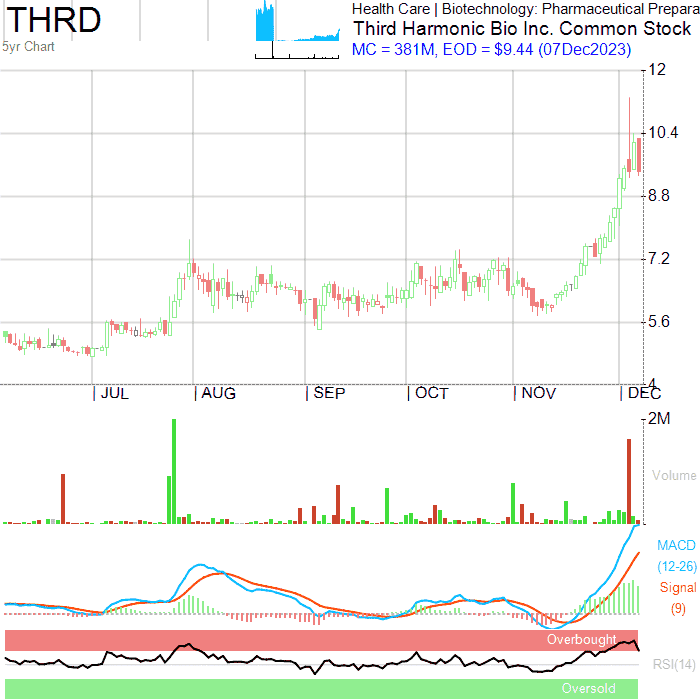 THRD
5yr Chart
Health Care | Biotechnology: Pharmaceutical Prepara
Third Harmonic Bio Inc. Common Stock
MC = 381M, EOD = $9.44 (07Dec2023)
12
10.4
8.8
7.2
5.6
4
JUL AUG SEP OCT NOV DEC
2M
Volume
MACD
(12-26)
Signal
(9)
Overbought
RSI(14)
Oversold